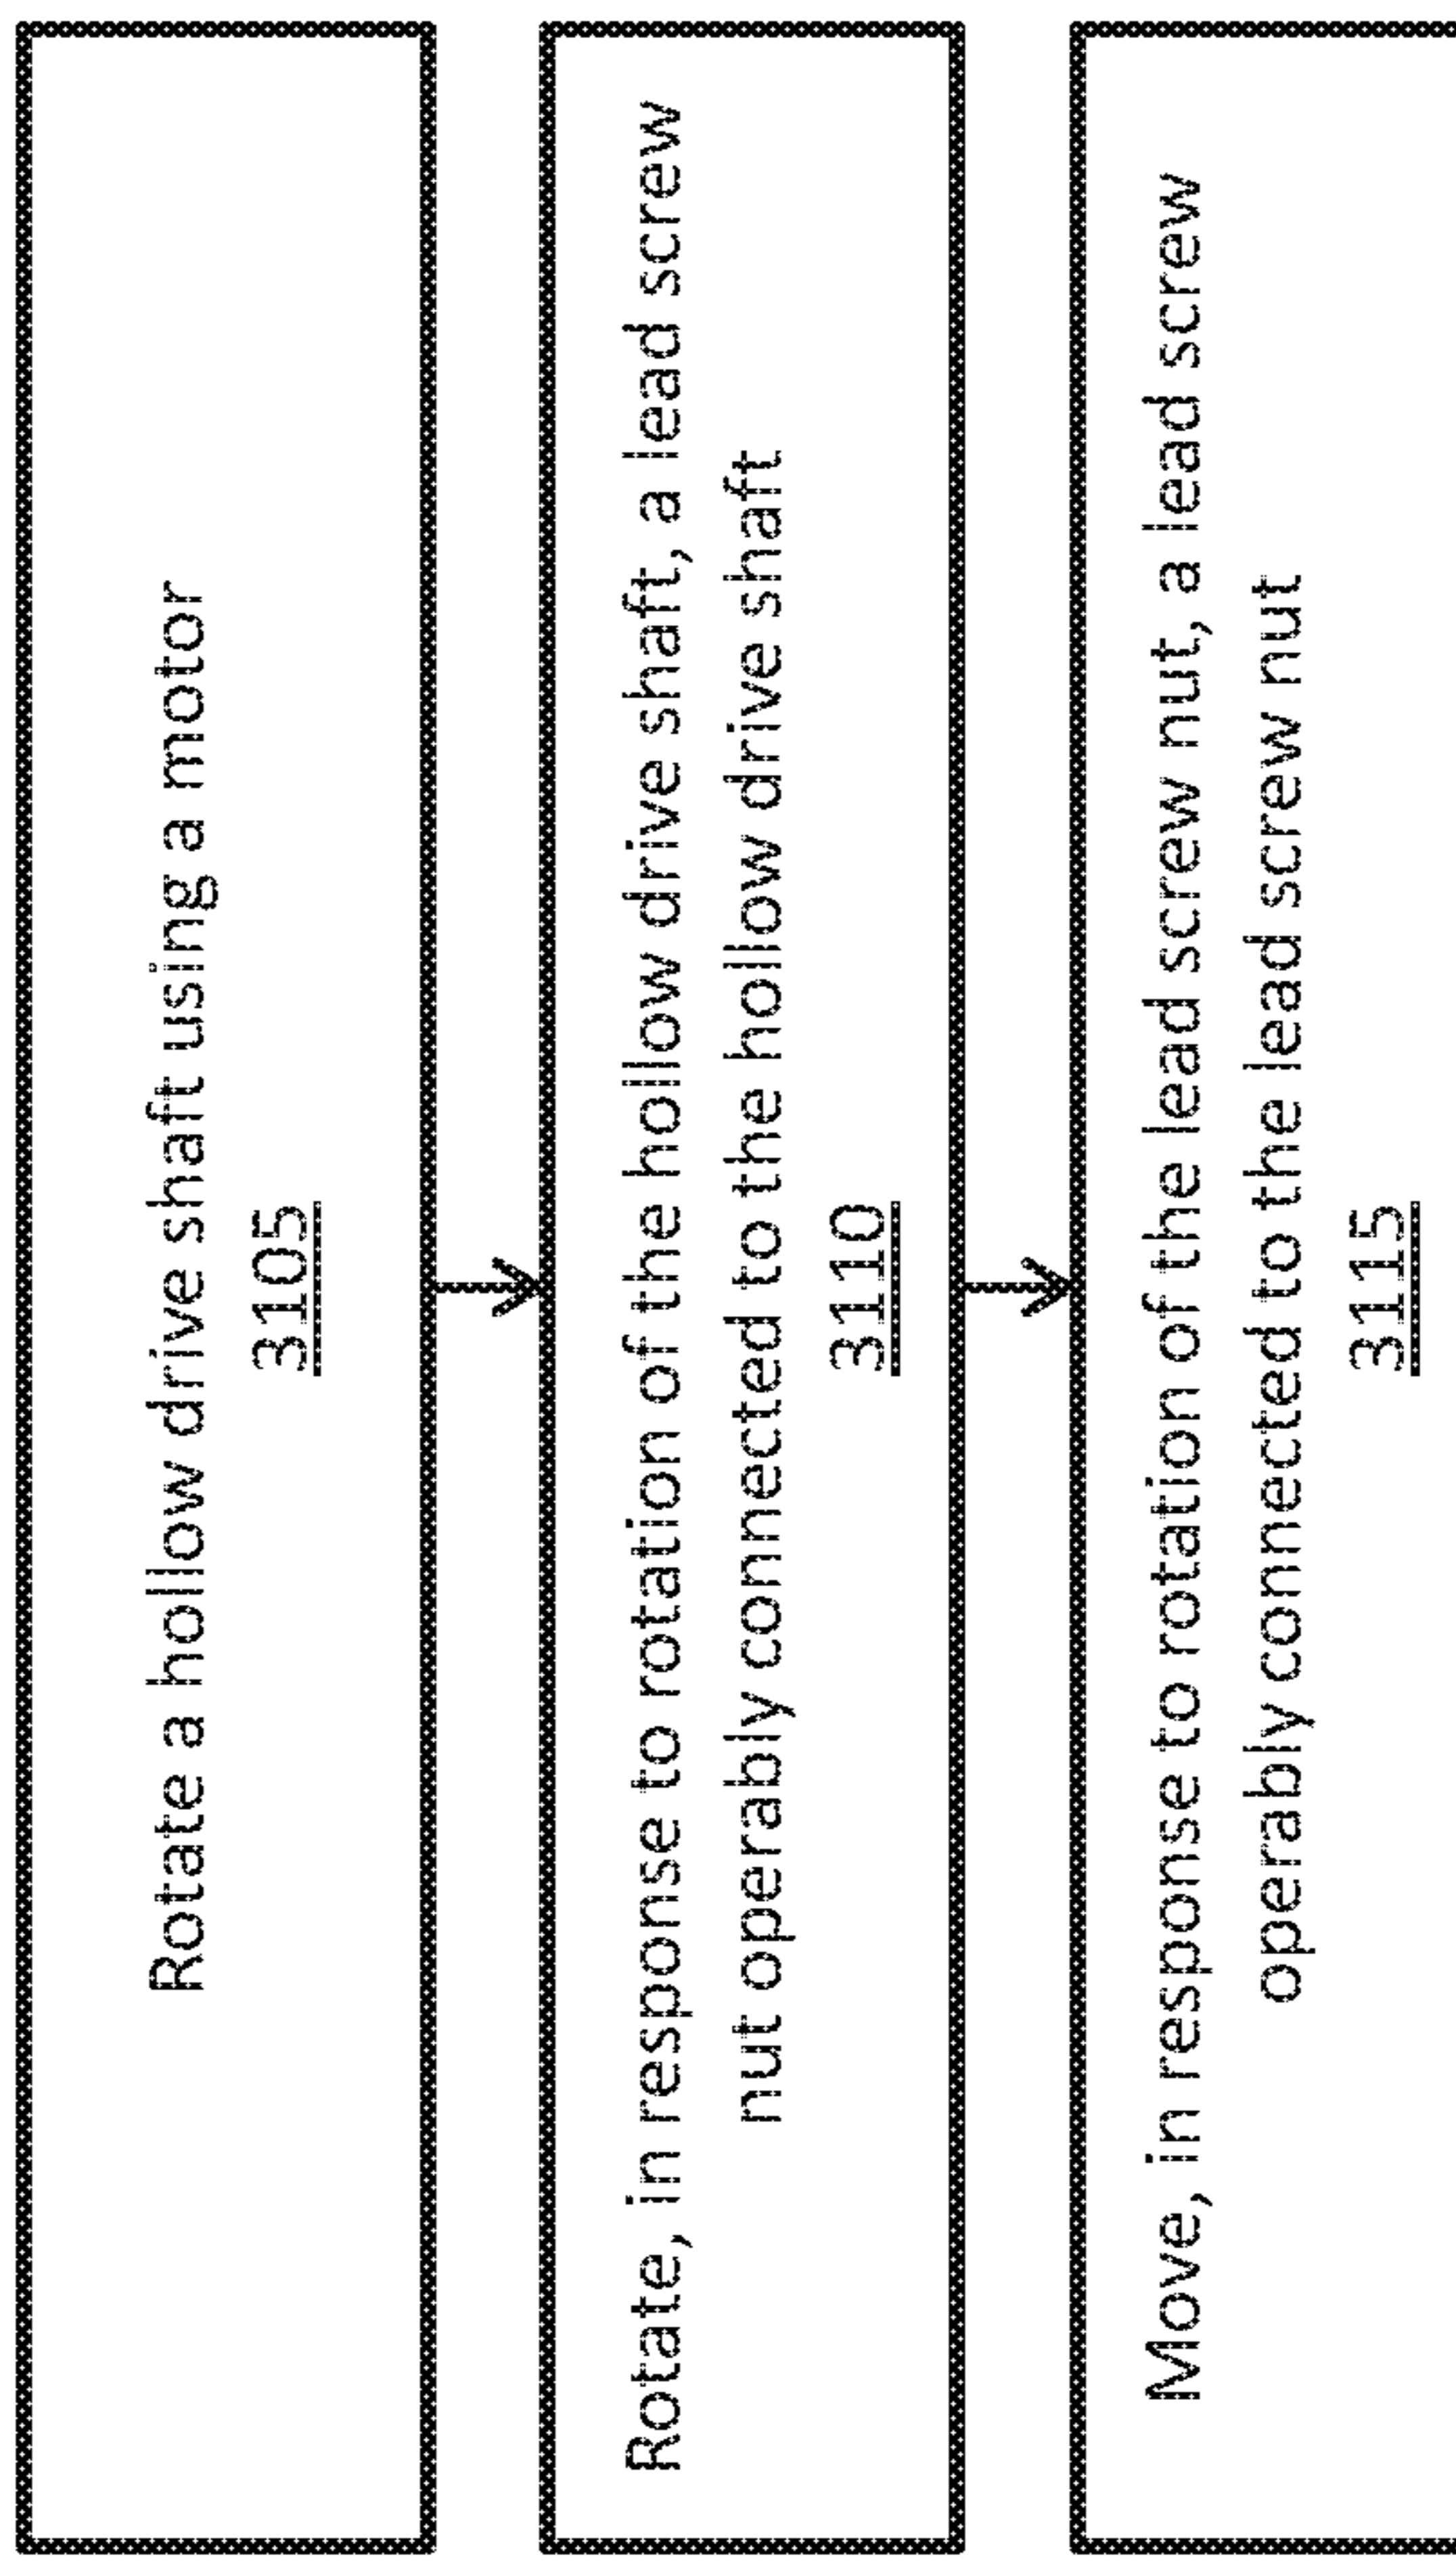 Rotate a hollow drive shaft using a motor
3105
Rotate, in response to rotation of the hollow drive shaft, a lead screw
nut operably connected to the hollow drive shaft
3110
Move, in response to rotation of the lead screw nut, a lead screw
operably connected to the lead screw nut
3115